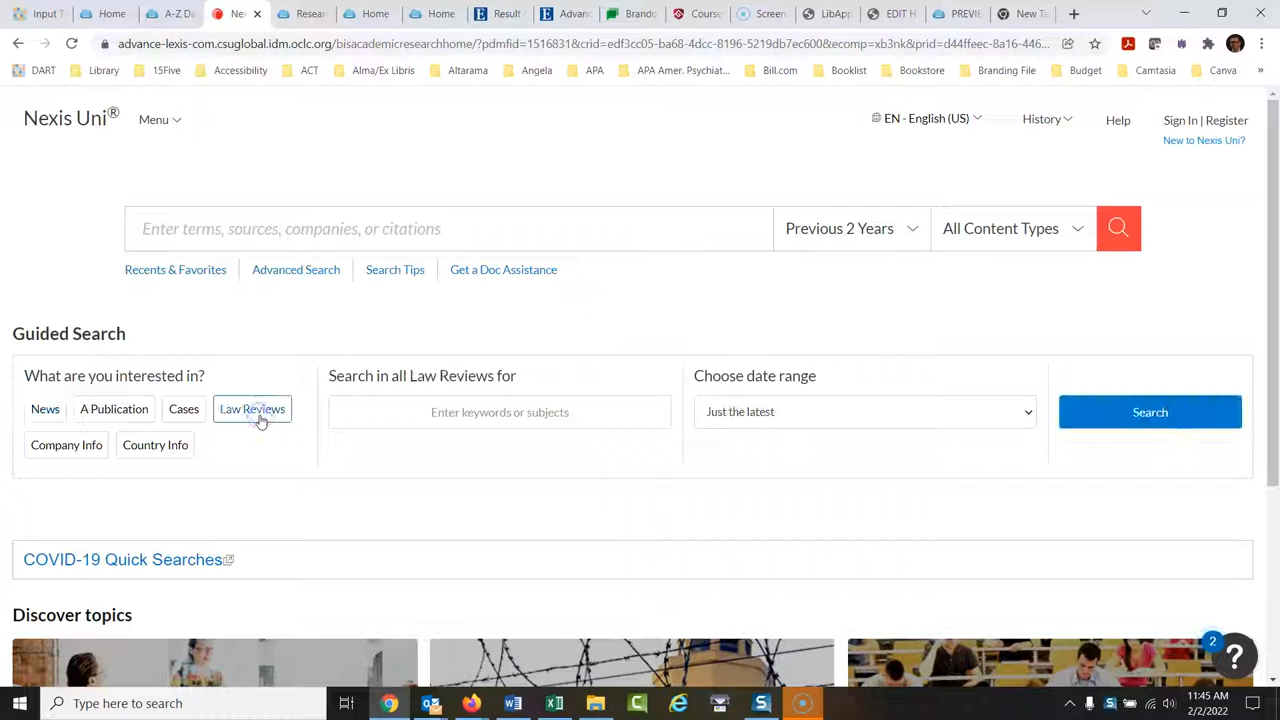 Input T
A-Z Da
Nex
Resear
Home
Home
Result
Advan
Brando
Course
Screen
LibApp
EDIT H
PREVIE
New Ta
advance-lexis-com.csuglobal.idm.oclc.org/bisacademicresearchhome/?pdmfid=1516831&crid=edf3cc05-ba68-4dcc-8196-5219db7ec800&ecomp=xb3nk&prid=d44ffeec-8a16-446...
DART
Library
15Five
Accessibility
ACT
Alma/Ex Libris
Altarama
Angela
APA
APA Amer. Psychiat...
Bill.com
Booklist
Bookstore
Branding File
Budget
Camtasia
Canva
Nexis Uni®
Menu
EN - English (US)
History
Help
Sign In | Register
New to Nexis Uni?
Enter terms, sources, companies, or citations
Previous 2 Years
All Content Types
Recents & Favorites
Advanced Search
Search Tips
Get a Doc Assistance
Guided Search
What are you interested in?
Search in all Law Reviews for
Choose date range
News
A Publication
Cases
Law Reviews
Enter keywords or subjects
Just the latest
Search
Company Info
Country Info
COVID-19 Quick Searches
Discover topics
2
?
Type here to search
11:45 AM
2/2/2022